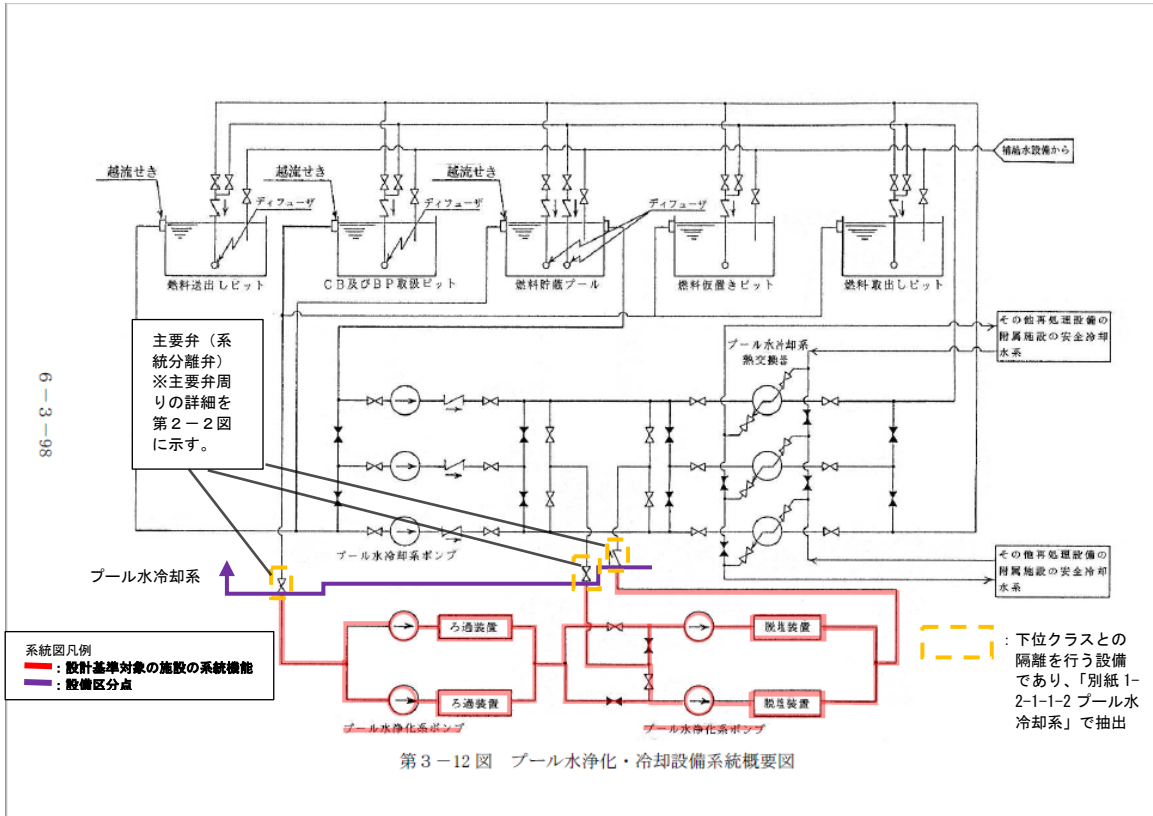 補給水設備から
越流せき
越流せき
越流せき
ディフューザ
ディフューザ
ディフューザ
燃料送出しピット
CB及びBP取扱ピット
燃料貯蔵プール
燃料仮置きピット
燃料取出しピット
主要弁（系
統分離弁）
※主要弁周
りの詳細を
第2－2図
に示す。
プール水冷却系
熱交換器
その他再処理設備の
附属施設の安全冷却
水系
6－3－98
プール水冷却系ポンプ
その他再処理設備の
附属施設の安全冷却
水系
プール水冷却系
系統図凡例
：設計基準対象の施設の系統機能
：設備区分点
ろ過装置
脱塩装置
ろ過装置
脱塩装置
プール水浄化系ポンプ
プール水浄化系ポンプ
：下位クラスとの
隔離を行う設備
であり、「別紙1-
2-1-1-2 プール水
冷却系」で抽出
第3－12図　プール水浄化・冷却設備系統概要図